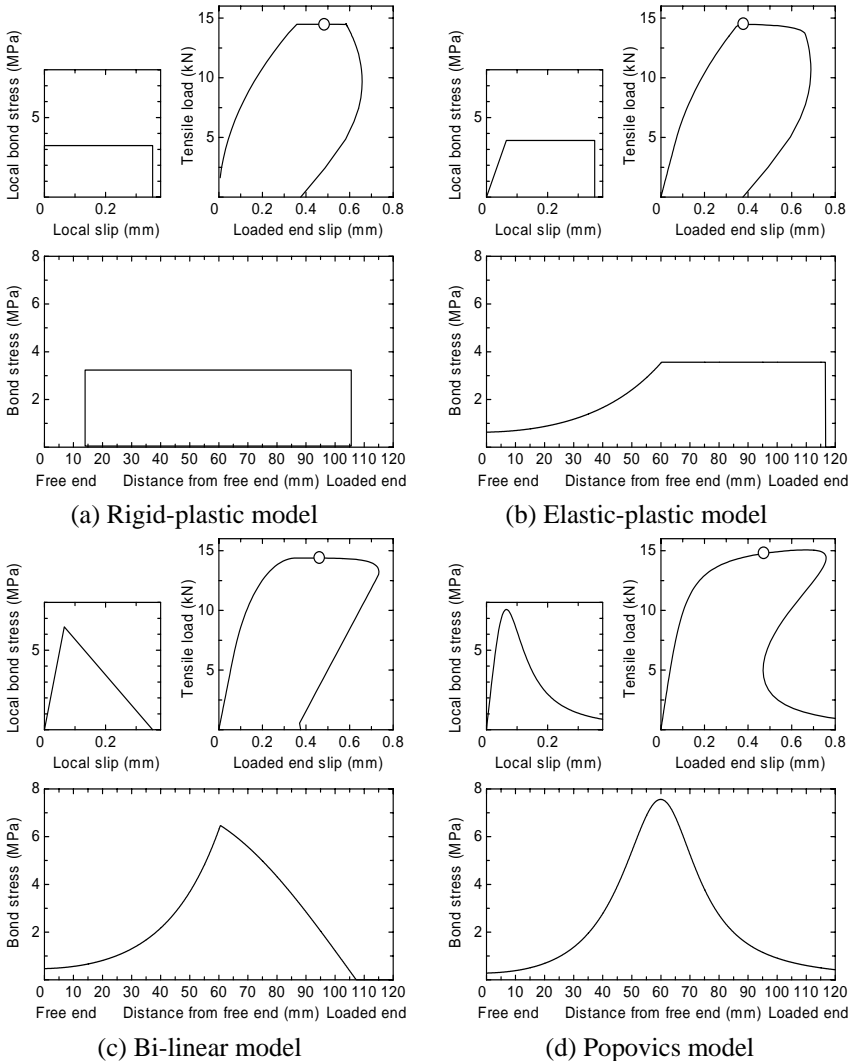 Local bond stress (MPa)
5
0
0.2
Local slip (mm)
Tensile load (kN)
15
10
5
0
0.2
0.4
0.6
0.8
Loaded end slip (mm)
Bond stress (MPa)
8
6
4
2
0 10 20 30 40 50 60 70 80 90 100 110 120
Free end Distance from free end (mm) Loaded end
(a) Rigid-plastic model
Local bond stress (MPa)
5
0
0.2
Local slip (mm)
Tensile load (kN)
15
10
5
0
0.2
0.4
0.6
0.8
Loaded end slip (mm)
Bond stress (MPa)
8
6
4
2
0 10 20 30 40 50 60 70 80 90 100 110 120
Free end Distance from free end (mm) Loaded end
(b) Elastic-plastic model
Local bond stress (MPa)
5
0
0.2
Local slip (mm)
Tensile load (kN)
15
10
5
0
0.2
0.4
0.6
0.8
Loaded end slip (mm)
Bond stress (MPa)
8
6
4
2
0 10 20 30 40 50 60 70 80 90 100 110 120
Free end Distance from free end (mm) Loaded end
(c) Bi-linear model
Local bond stress (MPa)
5
0
0.2
Local slip (mm)
Tensile load (kN)
15
10
5
0
0.2
0.4
0.6
0.8
Loaded end slip (mm)
Bond stress (MPa)
8
6
4
2
0 10 20 30 40 50 60 70 80 90 100 110 120
Free end Distance from free end (mm) Loaded end
(d) Popovics model